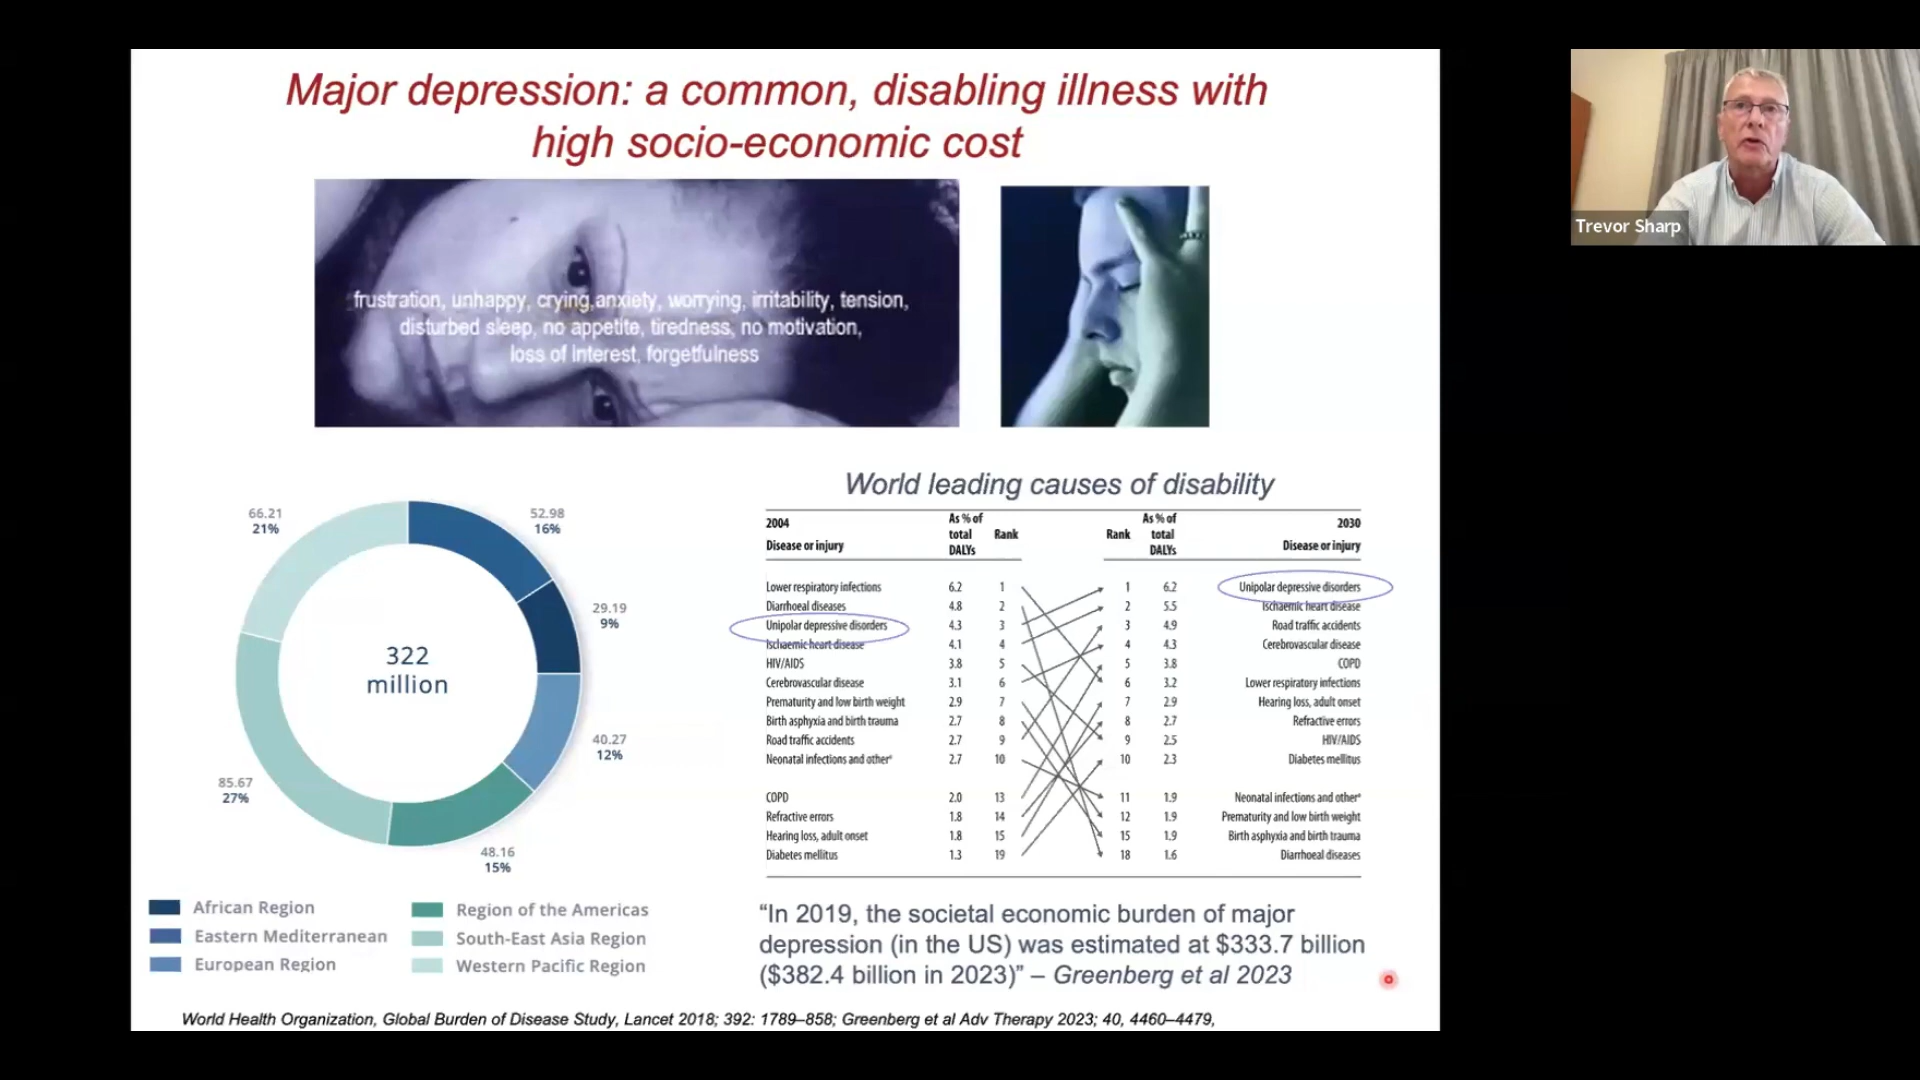 Major depression: a common, disabling illness with
high socio-economic cost
Trevor Sharp
frustration, unhappy, crying,anxiety, worrying, irritability, tension,
disturbed sleep, no appetite, tiredness, no motivation,
loss of interest, forgetfulness
66.21
21%
52.98
16%
29.19
9%
322
million
40.27
12%
85.67
27%
48.16
15%
African Region
Eastern Mediterranean
European Region
Region of the Americas
South-East Asia Region
Western Pacific Region
World leading causes of disability
2004 Disease or injury As % of total DALYs Rank Rank As % of total DALYs 2030 Disease or injury
Lower respiratory infections 6.2 1 1 6.2 Unipolar depressive disorders
Diarrhoeal diseases 4.8 2 2 5.5 Ischaemic heart disease
Unipolar depressive disorders 4.3 3 3 4.9 Road traffic accidents
Ischaemic heart disease 4.1 4 4 4.3 Cerebrovascular disease
HIV/AIDS 3.8 5 5 3.8 COPD
Cerebrovascular disease 3.1 6 6 3.2 Lower respiratory infections
Prematurity and low birth weight 2.9 7 7 2.9 Hearing loss, adult onset
Birth asphyxia and birth trauma 2.7 8 8 2.7 Refractive errors
Road traffic accidents 2.7 9 9 2.5 HIV/AIDS
Neonatal infections and otherª 2.7 10 10 2.3 Diabetes mellitus
COPD 2.0 13 11 1.9 Neonatal infections and otherª
Refractive errors 1.8 14 12 1.9 Prematurity and low birth weight
Hearing loss, adult onset 1.8 15 15 1.9 Birth asphyxia and birth trauma
Diabetes mellitus 1.3 19 18 1.6 Diarrhoeal diseases
“In 2019, the societal economic burden of major
depression (in the US) was estimated at $333.7 billion
($382.4 billion in 2023)” – Greenberg et al 2023
World Health Organization, Global Burden of Disease Study, Lancet 2018; 392: 1789–858; Greenberg et al Adv Therapy 2023; 40, 4460–4479,